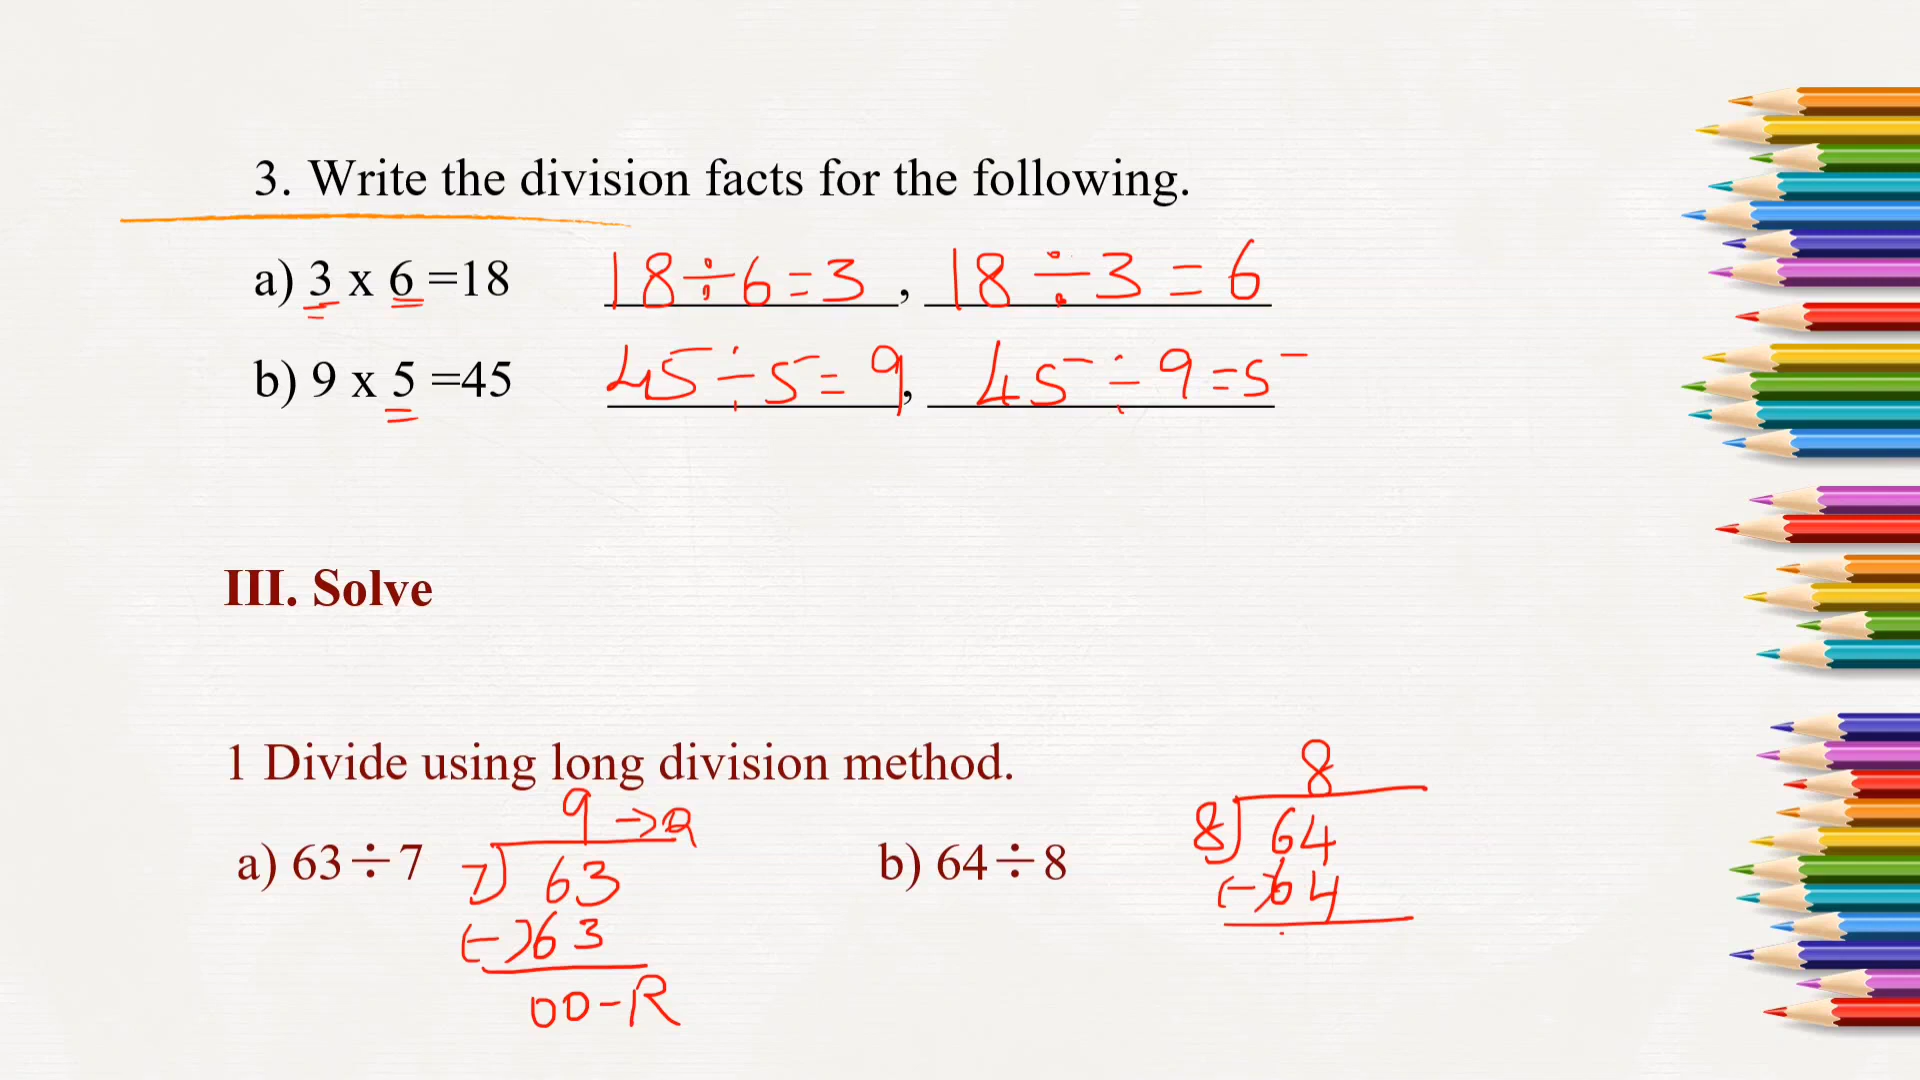 3. Write the division facts for the following.
a) 3 x 6 =18 18÷6=3, 18÷3=6
b) 9 x 5 =45 45÷5=9, 45÷9=5
III. Solve
1 Divide using long division method.
9→Q
a) 63÷7 7)63
(-)63
00-R
8
b) 64÷8 8)64
(-)64